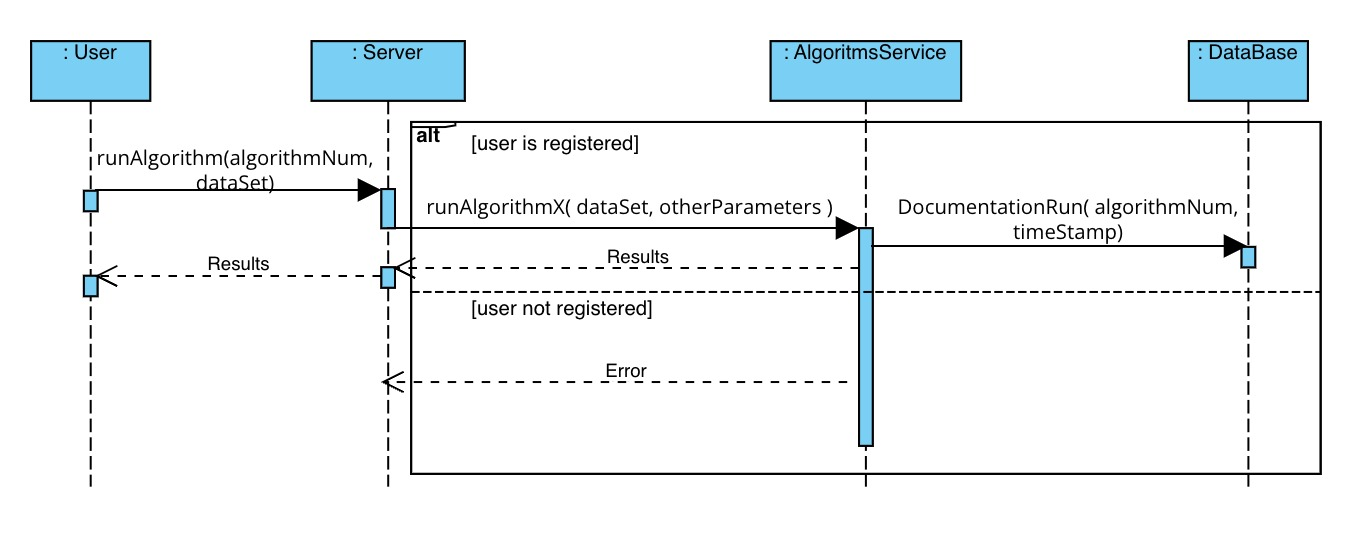 : User
: Server
: AlgoritmsService
: DataBase
alt
[user is registered]
runAlgorithm(algorithmNum,
dataSet)
runAlgorithmX( dataSet, otherParameters )
DocumentationRun( algorithmNum,
timeStamp)
Results
Results
[user not registered]
Error